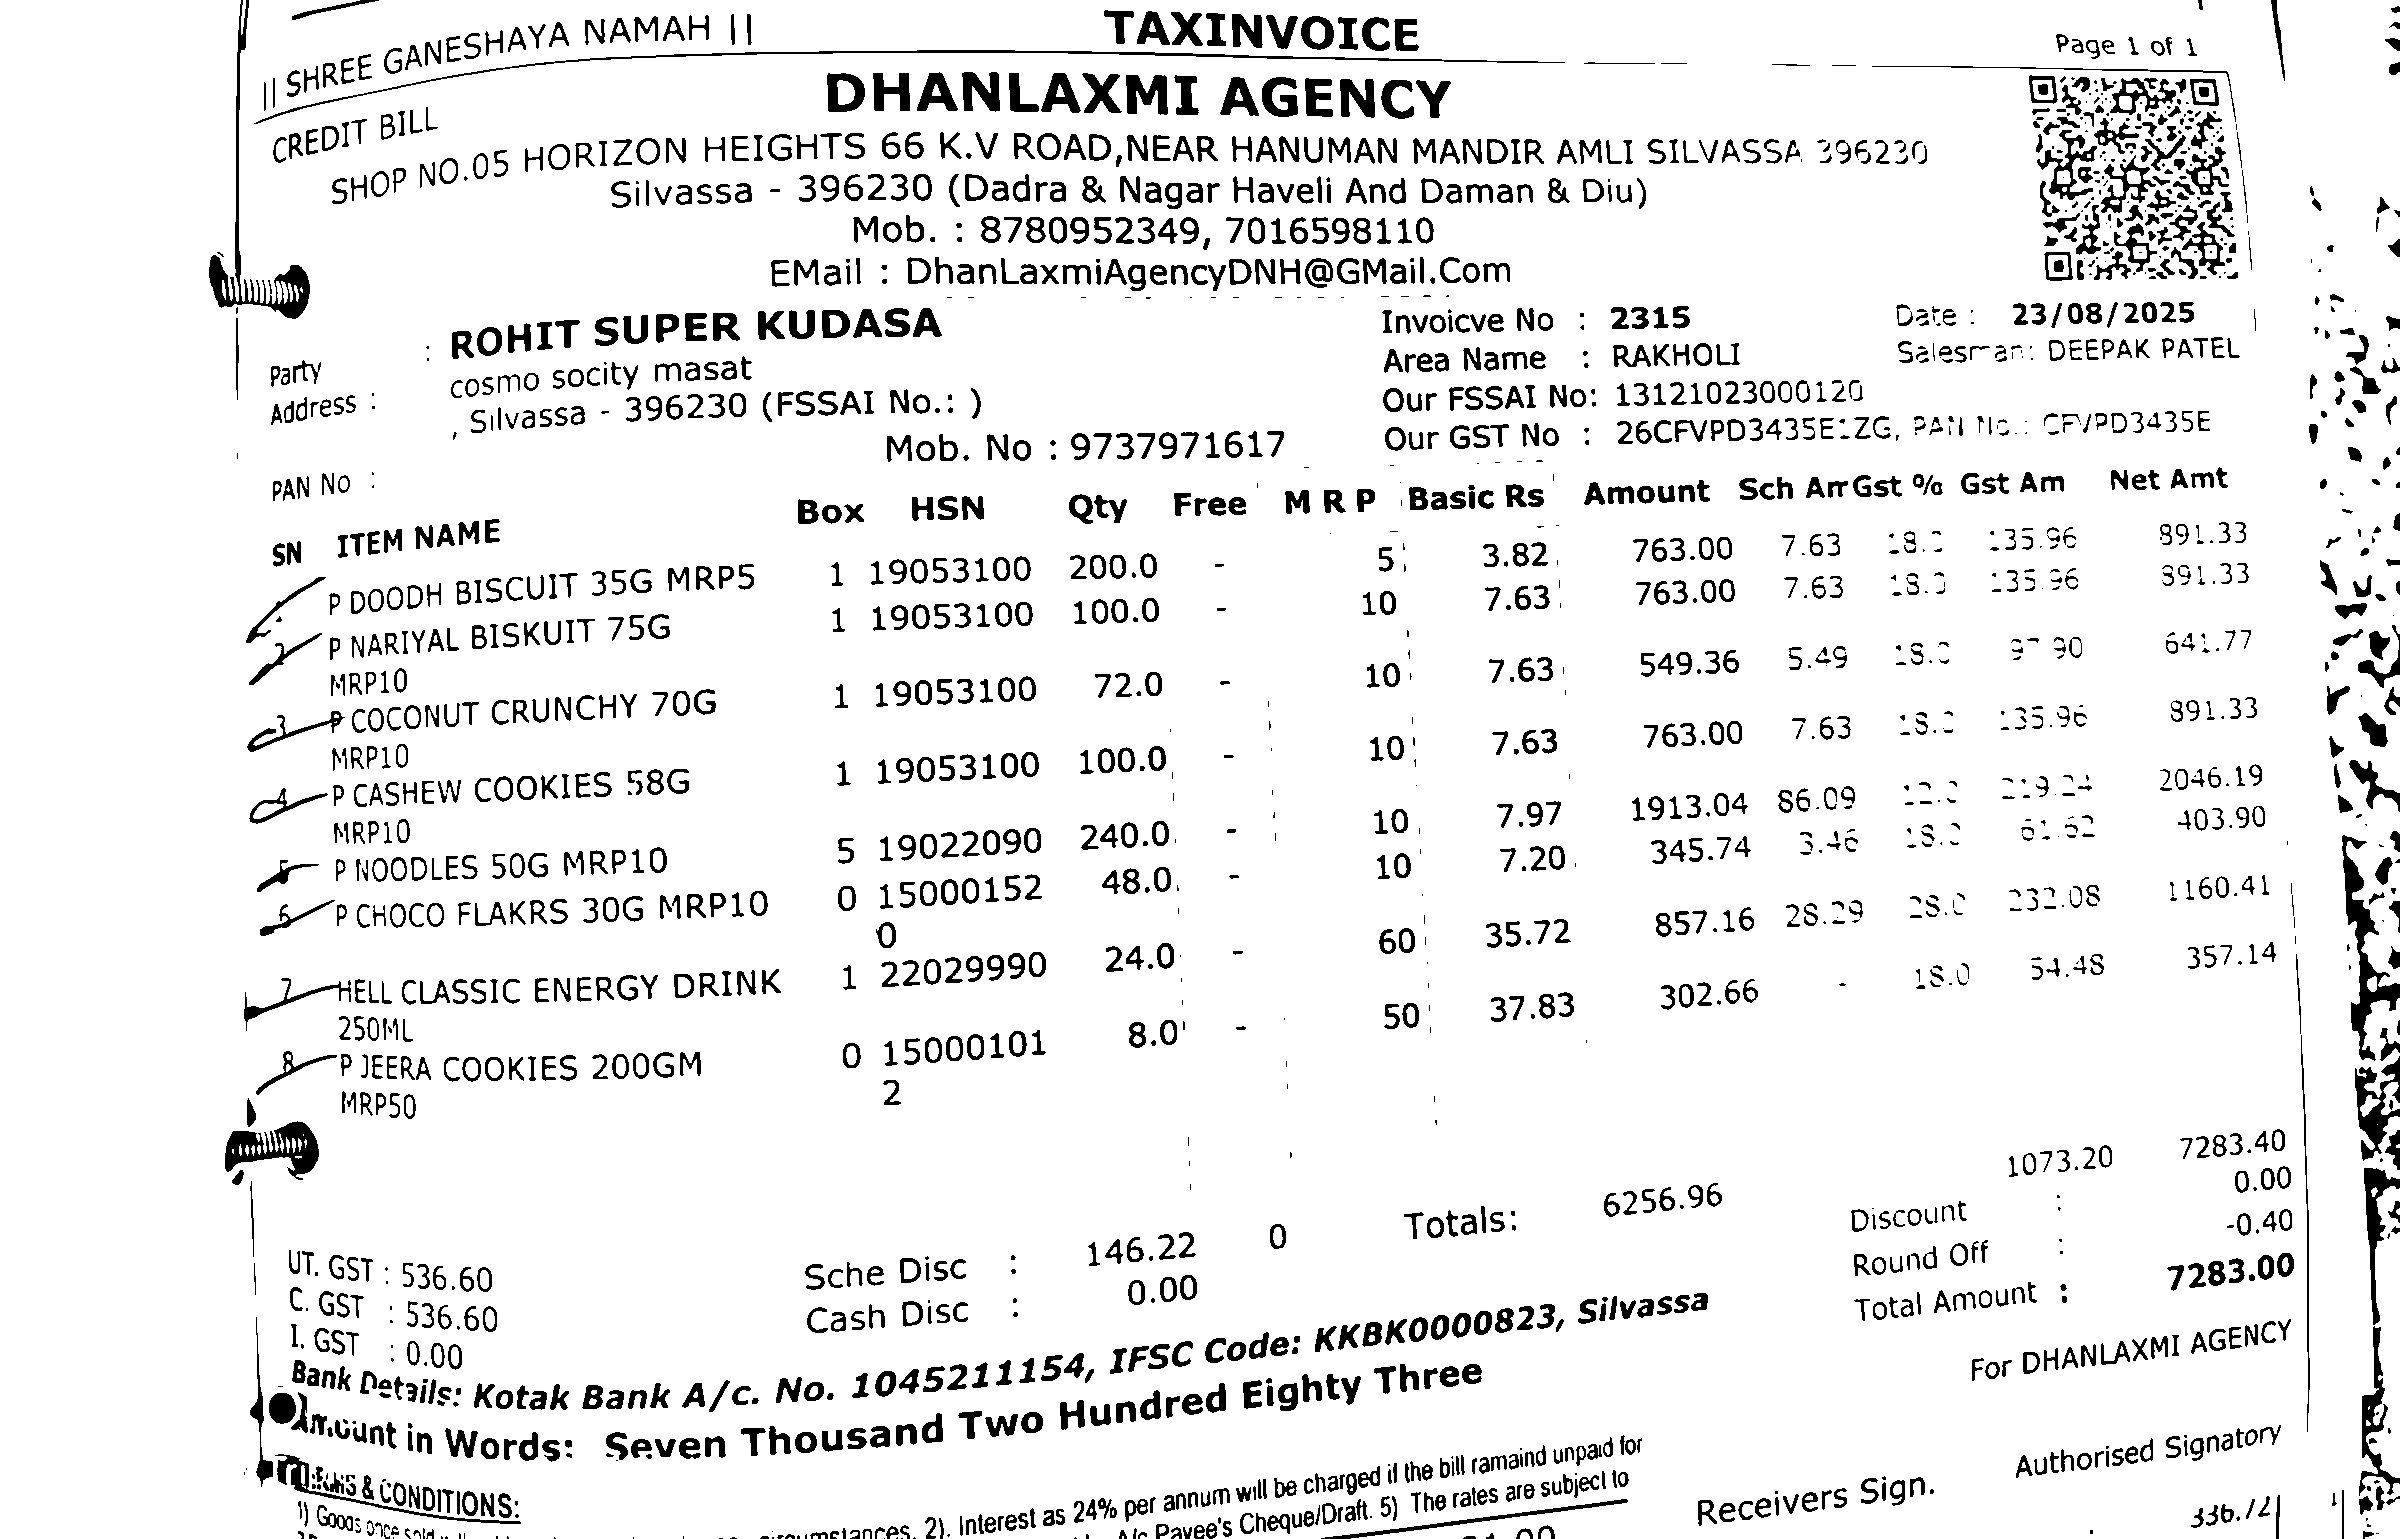 || SHREE GANESHAYA NAMAH ||
TAXINVOICE
Page 1 of 1
CREDIT BILL
DHANLAXMI AGENCY
SHOP NO.05 HORIZON HEIGHTS 66 K.V ROAD,NEAR HANUMAN MANDIR AMLI SILVASSA 396230
Silvassa - 396230 (Dadra & Nagar Haveli And Daman & Diu)
Mob. : 8780952349, 7016598110
EMail : DhanLaxmiAgencyDNH@GMail.Com
Party : ROHIT SUPER KUDASA
Invoicve No : 2315 Date : 23/08/2025
Address : cosmo socity masat
Area Name : RAKHOLI Salesman: DEEPAK PATEL
, Silvassa - 396230 (FSSAI No.: )
Our FSSAI No: 13121023000120
Mob. No : 9737971617
Our GST No : 26CFVPD3435E1ZG, PAN No.: CFVPD3435E
PAN No :
SN ITEM NAME Box HSN Qty Free M R P Basic Rs Amount Sch Am Gst % Gst Am Net Amt
P DOODH BISCUIT 35G MRP5 1 19053100 200.0 - 5 3.82 763.00 7.63 18.0 135.96 891.33
2 P NARIYAL BISKUIT 75G 1 19053100 100.0 - 10 7.63 763.00 7.63 18.0 135.96 891.33
MRP10
3 P COCONUT CRUNCHY 70G 1 19053100 72.0 - 10 7.63 549.36 5.49 18.0 97.90 641.77
MRP10
4 P CASHEW COOKIES 58G 1 19053100 100.0 - 10 7.63 763.00 7.63 18.0 135.96 891.33
MRP10
5 P NOODLES 50G MRP10 5 19022090 240.0 - 10 7.97 1913.04 86.09 12.0 219.24 2046.19
6 P CHOCO FLAKRS 30G MRP10 0 15000152 48.0 - 10 7.20 345.74 3.46 18.0 61.62 403.90
0
7 HELL CLASSIC ENERGY DRINK 1 22029990 24.0 - 60 35.72 857.16 28.29 28.0 232.08 1160.41
250ML
8 P JEERA COOKIES 200GM 0 15000101 8.0 - 50 37.83 302.66 - 18.0 54.48 357.14
MRP50 2
1073.20 7283.40
UT. GST : 536.60 Sche Disc : 146.22 0 Totals: 6256.96 Discount : 0.00
C. GST : 536.60 Cash Disc : 0.00 Round Off : -0.40
I. GST : 0.00 Total Amount : 7283.00
Bank Details: Kotak Bank A/c. No. 1045211154, IFSC Code: KKBK0000823, Silvassa
For DHANLAXMI AGENCY
Amount in Words: Seven Thousand Two Hundred Eighty Three
& CONDITIONS:
1) Goods once 2). Interest as 24% per annum will be charged if the bill ramaind unpaid for
A/c Payee's Cheque/Draft. 5) The rates are subject to
Receivers Sign. Authorised Signatory
336.72